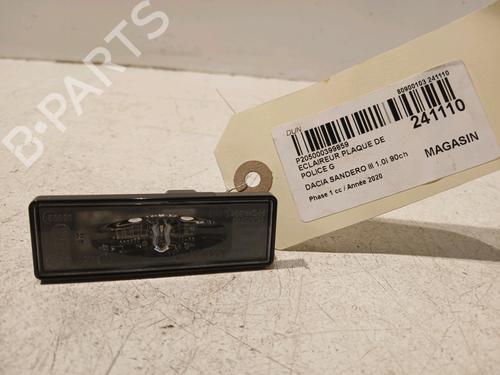 B-PARTS
DUN
80900103 241110
P205000399859
241110
ECLAIREUR PLAQUE DE
POLICE G
MAGASIN
DACIA SANDERO III 1.0i 90ch
Phase 1 cc / Année 2020